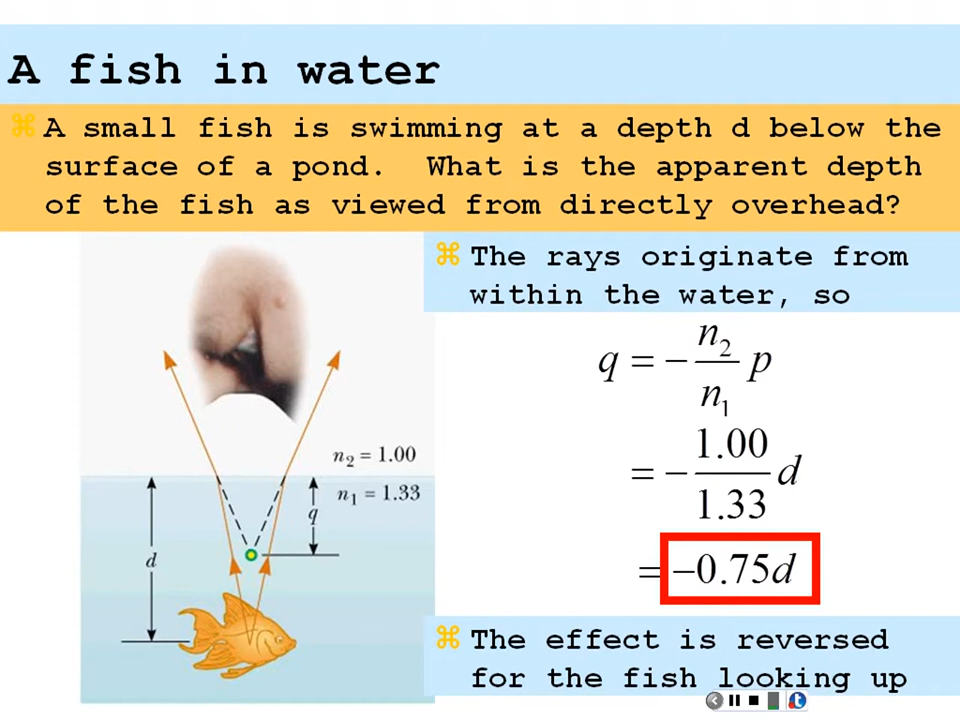 A fish in water
⌘ A small fish is swimming at a depth d below the
surface of a pond. What is the apparent depth
of the fish as viewed from directly overhead?
⌘ The rays originate from
within the water, so
q = − n₂/n₁ p
= − 1.00/1.33 d
= −0.75d
n₂ = 1.00
n₁ = 1.33
q
d
⌘ The effect is reversed
for the fish looking up
t